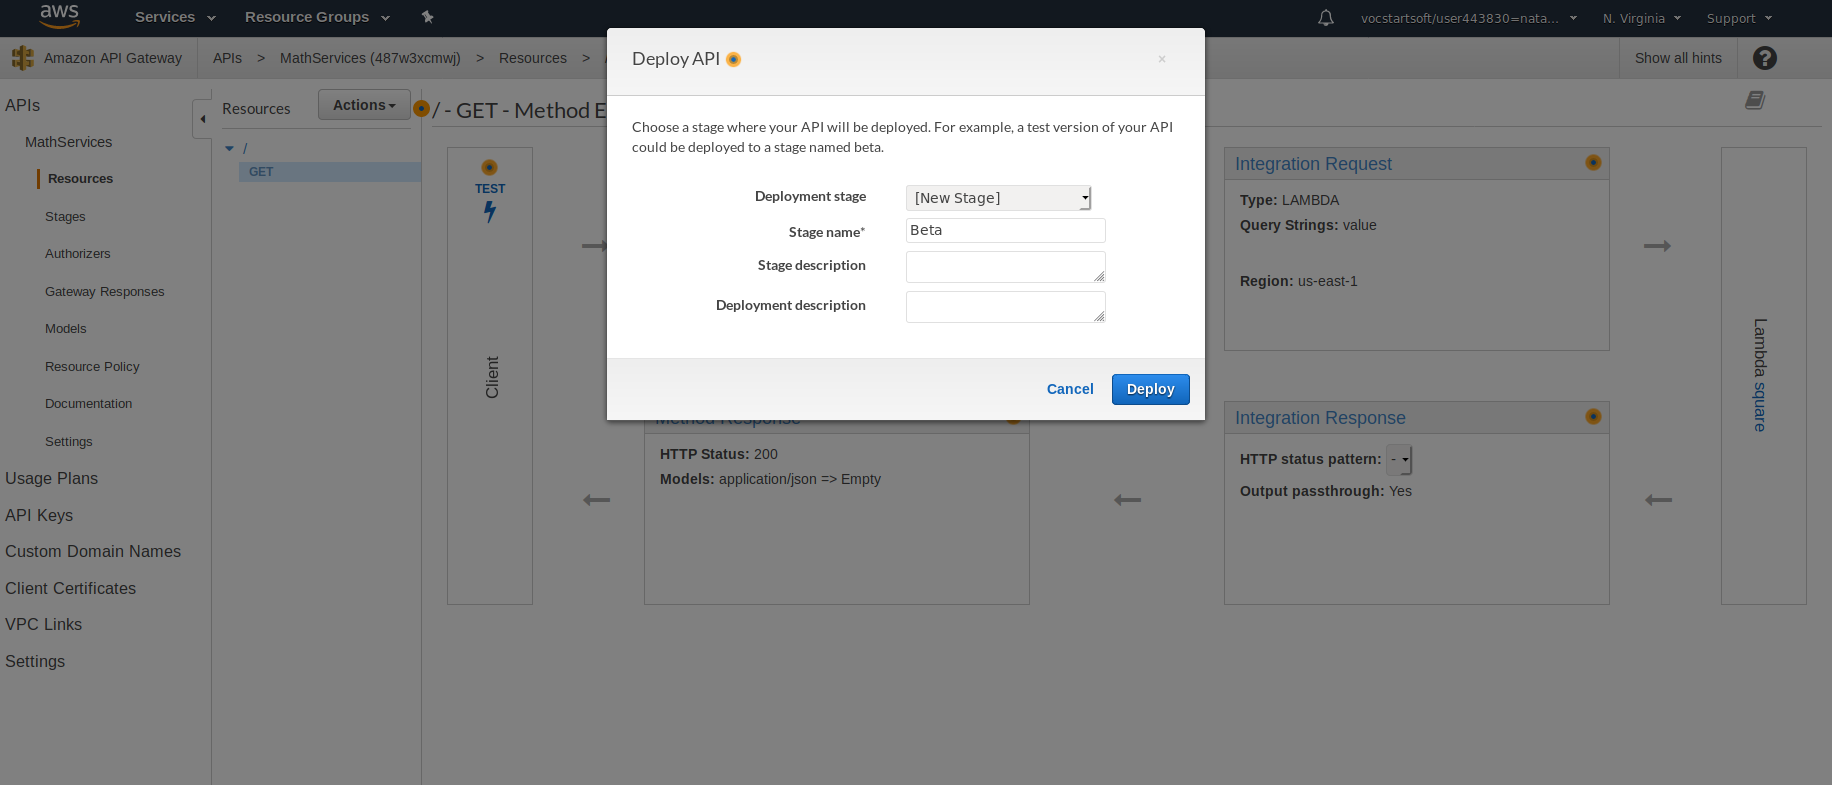 aws
Services
Resource Groups
vocstartsoft/user443830=nata...
N. Virginia
Support
Amazon API Gateway
APIs > MathServices (487w3xcmwj) > Resources >
Show all hints
?
APIs
MathServices
Resources
Stages
Authorizers
Gateway Responses
Models
Resource Policy
Documentation
Settings
Usage Plans
API Keys
Custom Domain Names
Client Certificates
VPC Links
Settings
Resources
Actions
/
GET
/ - GET - Method E
TEST
Client
Deploy API
×
Choose a stage where your API will be deployed. For example, a test version of your API
could be deployed to a stage named beta.
Deployment stage
[New Stage]
Stage name*
Beta
Stage description
Deployment description
Cancel
Deploy
Integration Request
Type: LAMBDA
Query Strings: value
Region: us-east-1
Lambda square
Method Response
HTTP Status: 200
Models: application/json => Empty
Integration Response
HTTP status pattern: -
Output passthrough: Yes